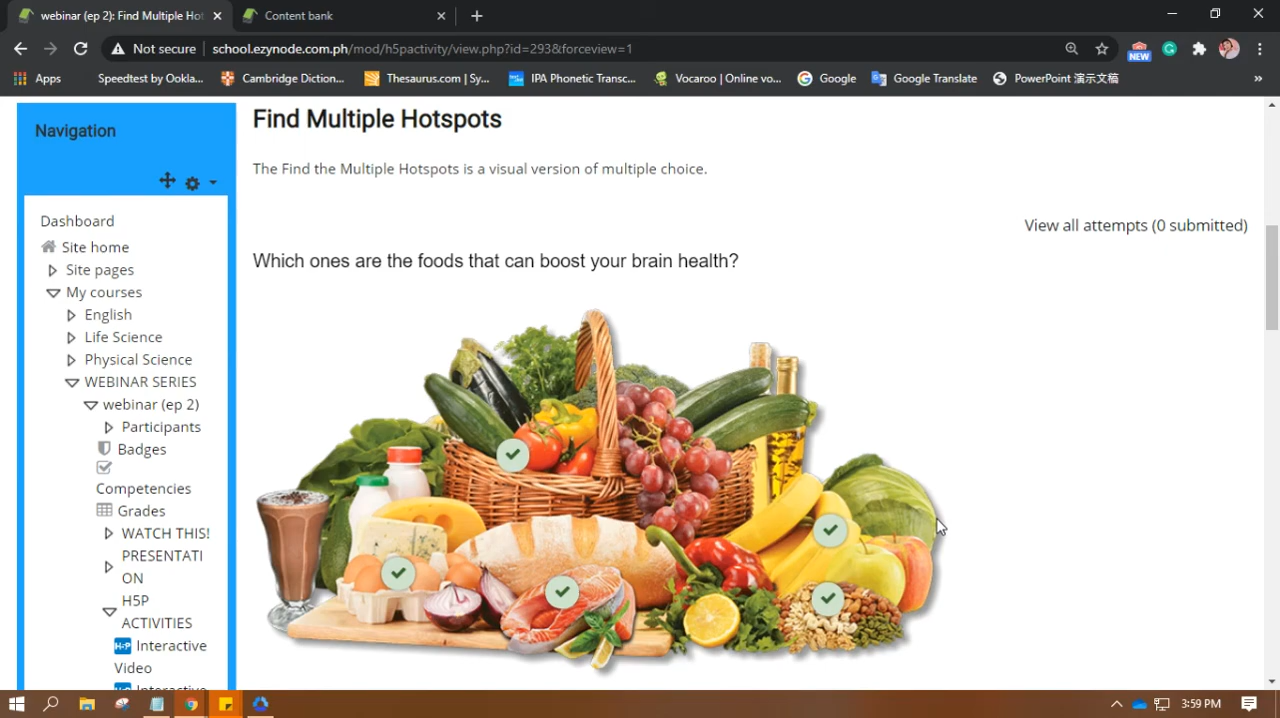 webinar (ep 2): Find Multiple Hot
Content bank
Not secure
school.ezynode.com.ph/mod/h5pactivity/view.php?id=293&forceview=1
NEW
Apps
Speedtest by Ookla...
Cambridge Diction...
Thesaurus.com | Sy...
IPA Phonetic Transc...
Vocaroo | Online vo...
Google
Google Translate
PowerPoint 演示文稿
Navigation
Dashboard
Site home
Site pages
My courses
English
Life Science
Physical Science
WEBINAR SERIES
webinar (ep 2)
Participants
Badges
Competencies
Grades
WATCH THIS!
PRESENTATI
ON
H5P
ACTIVITIES
H-P Interactive
Video
Interactive
Find Multiple Hotspots
The Find the Multiple Hotspots is a visual version of multiple choice.
View all attempts (0 submitted)
Which ones are the foods that can boost your brain health?
3:59 PM